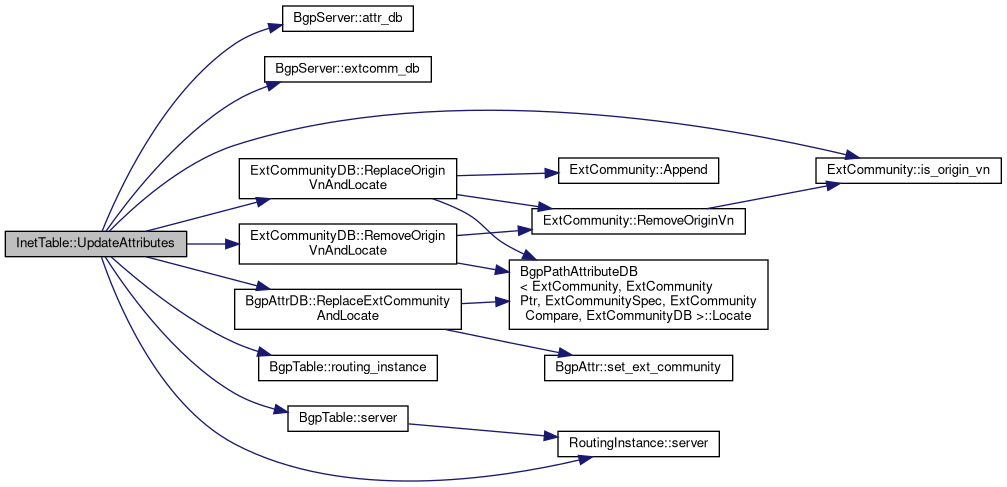 BgpServer::attr_db
BgpServer::extcomm_db
ExtCommunityDB::ReplaceOrigin
VnAndLocate
ExtCommunity::Append
ExtCommunity::is_origin_vn
ExtCommunity::RemoveOriginVn
InetTable::UpdateAttributes
ExtCommunityDB::RemoveOrigin
VnAndLocate
BgpPathAttributeDB
< ExtCommunity, ExtCommunity
Ptr, ExtCommunitySpec, ExtCommunity
Compare, ExtCommunityDB >::Locate
BgpAttrDB::ReplaceExtCommunity
AndLocate
BgpTable::routing_instance
BgpAttr::set_ext_community
BgpTable::server
RoutingInstance::server